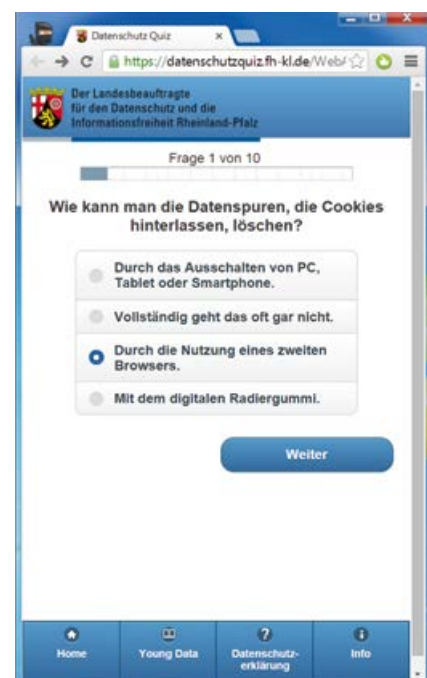 Datenschutz Quiz
https://datenschutzquiz.fh-kl.de/Web/
Der Landesbeauftragte
für den Datenschutz und die
Informationsfreiheit Rheinland-Pfalz
Frage 1 von 10
Wie kann man die Datenspuren, die Cookies
hinterlassen, löschen?
Durch das Ausschalten von PC,
Tablet oder Smartphone.
Vollständig geht das oft gar nicht.
Durch die Nutzung eines zweiten
Browsers.
Mit dem digitalen Radiergummi.
Weiter
Home
Young Data
Datenschutz-
erklärung
Info